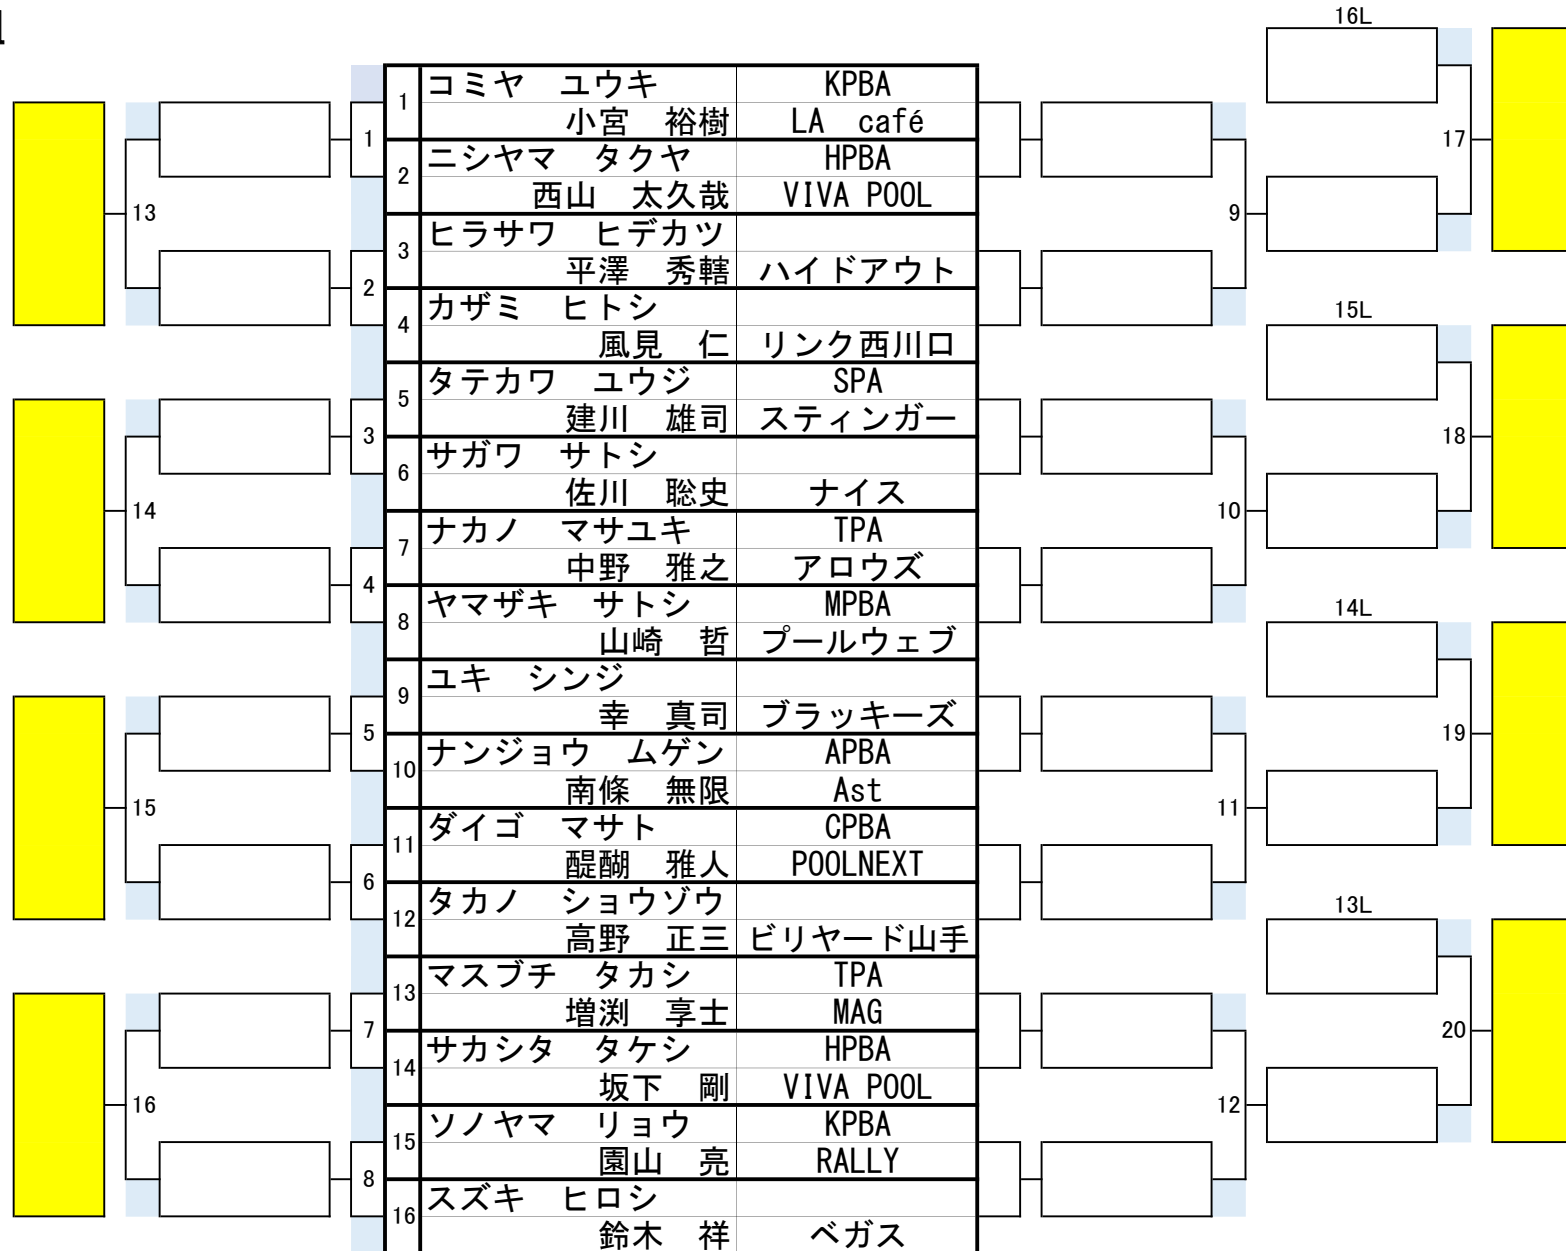 1
16L
1 コミヤ ユウキ KPBA
小宮 裕樹 LA café
1
17
2 ニシヤマ タクヤ HPBA
西山 太久哉 VIVA POOL
13
9
3 ヒラサワ ヒデカツ
平澤 秀轄 ハイドアウト
2
4 カザミ ヒトシ
風見 仁 リンク西川口
15L
5 タテカワ ユウジ SPA
建川 雄司 スティンガー
3
18
6 サガワ サトシ
佐川 聡史 ナイス
14
10
7 ナカノ マサユキ TPA
中野 雅之 アロウズ
4
8 ヤマザキ サトシ MPBA
山崎 哲 プールウェブ
14L
9 ユキ シンジ
幸 真司 ブラッキーズ
5
19
10 ナンジョウ ムゲン APBA
南條 無限 Ast
15
11
11 ダイゴ マサト CPBA
醍醐 雅人 POOLNEXT
6
12 タカノ ショウゾウ
高野 正三 ビリヤード山手
13L
13 マスブチ タカシ TPA
増渕 享士 MAG
7
20
14 サカシタ タケシ HPBA
坂下 剛 VIVA POOL
16
12
15 ソノヤマ リョウ KPBA
園山 亮 RALLY
8
16 スズキ ヒロシ
鈴木 祥 ベガス